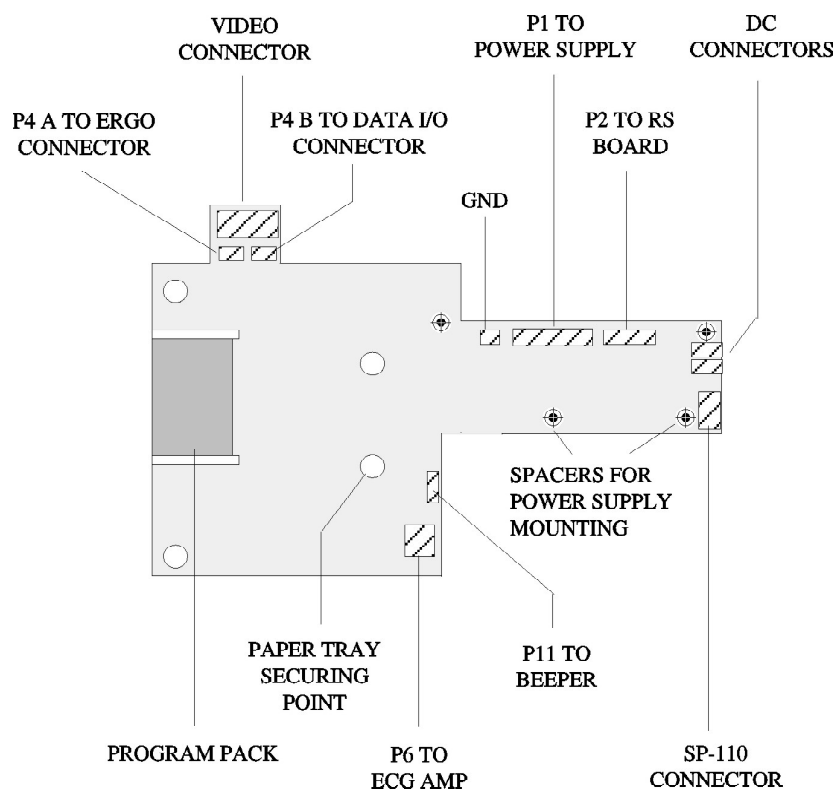 VIDEO
CONNECTOR
P1 TO
POWER SUPPLY
DC
CONNECTORS
P4 A TO ERGO
CONNECTOR
P4 B TO DATA I/O
CONNECTOR
P2 TO RS
BOARD
GND
SPACERS FOR
POWER SUPPLY
MOUNTING
PAPER TRAY
SECURING
POINT
P11 TO
BEEPER
PROGRAM PACK
P6 TO
ECG AMP
SP-110
CONNECTOR